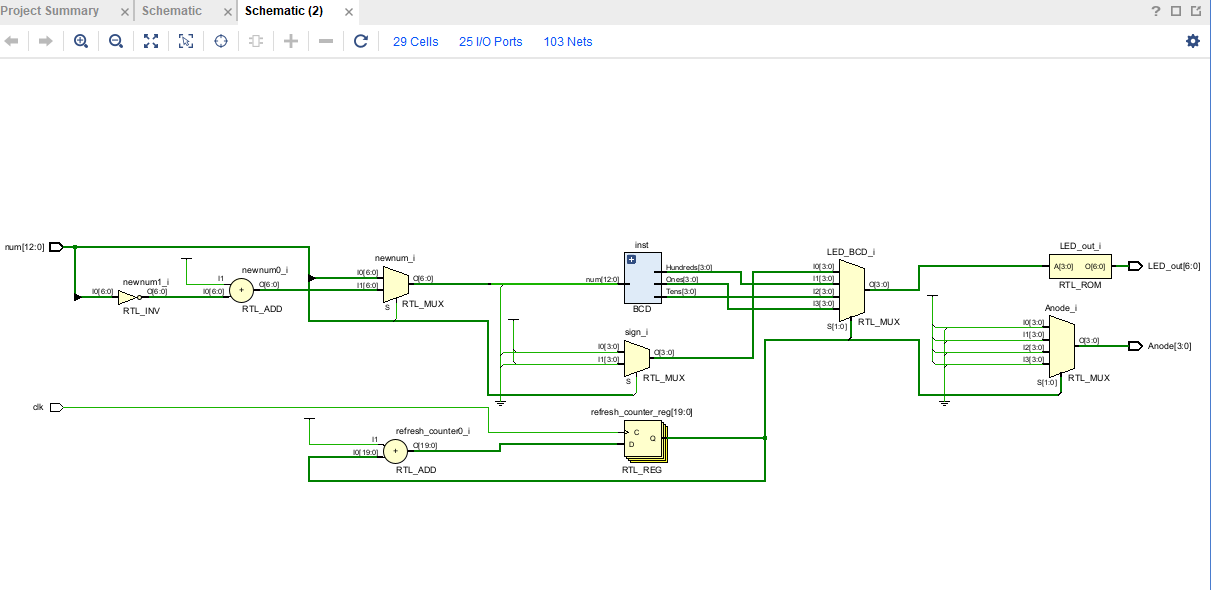 Project Summary × Schematic × Schematic (2) ×
29 Cells 25 I/O Ports 103 Nets
num[12:0]
newnum1_i
I0[6:0] O[6:0]
RTL_INV
newnum0_i
I1
I0[6:0] O[6:0]
RTL_ADD
newnum_i
I0[6:0]
I1[6:0]
O[6:0]
S
RTL_MUX
inst
num[12:0]
Hundreds[3:0]
Ones[3:0]
Tens[3:0]
BCD
sign_i
I0[3:0]
I1[3:0]
O[3:0]
S
RTL_MUX
LED_BCD_i
I0[3:0]
I1[3:0]
I2[3:0]
I3[3:0]
O[3:0]
S[1:0]
RTL_MUX
LED_out_i
A[3:0] O[6:0]
RTL_ROM
LED_out[6:0]
Anode_i
I0[3:0]
I1[3:0]
I2[3:0]
I3[3:0]
O[3:0]
S[1:0]
RTL_MUX
Anode[3:0]
clk
refresh_counter0_i
I1
I0[19:0]
O[19:0]
RTL_ADD
refresh_counter_reg[19:0]
C
D
Q
RTL_REG